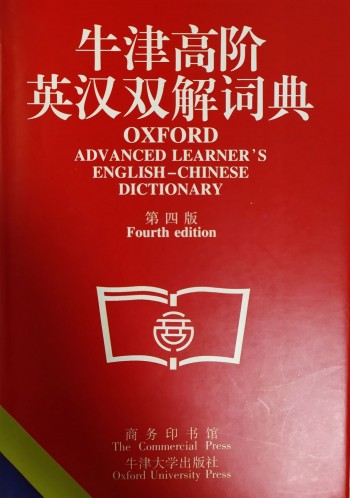 牛津高阶
英汉双解词典
OXFORD
ADVANCED LEARNER'S
ENGLISH-CHINESE
DICTIONARY
第四版
Fourth edition
商务印书馆
The Commercial Press
牛津大学出版社
Oxford University Press